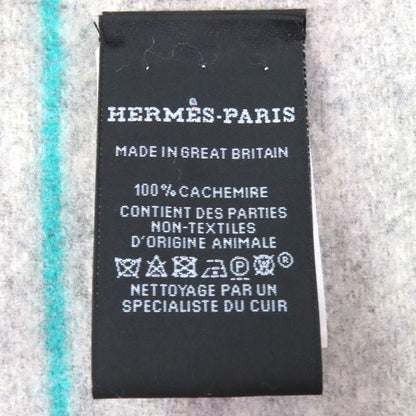 HERMÈS-PARIS
MADE IN GREAT BRITAIN
100% CACHEMIRE
CONTIENT DES PARTIES
NON-TEXTILES
D'ORIGINE ANIMALE
P ®
NETTOYAGE PAR UN
SPECIALISTE DU CUIR